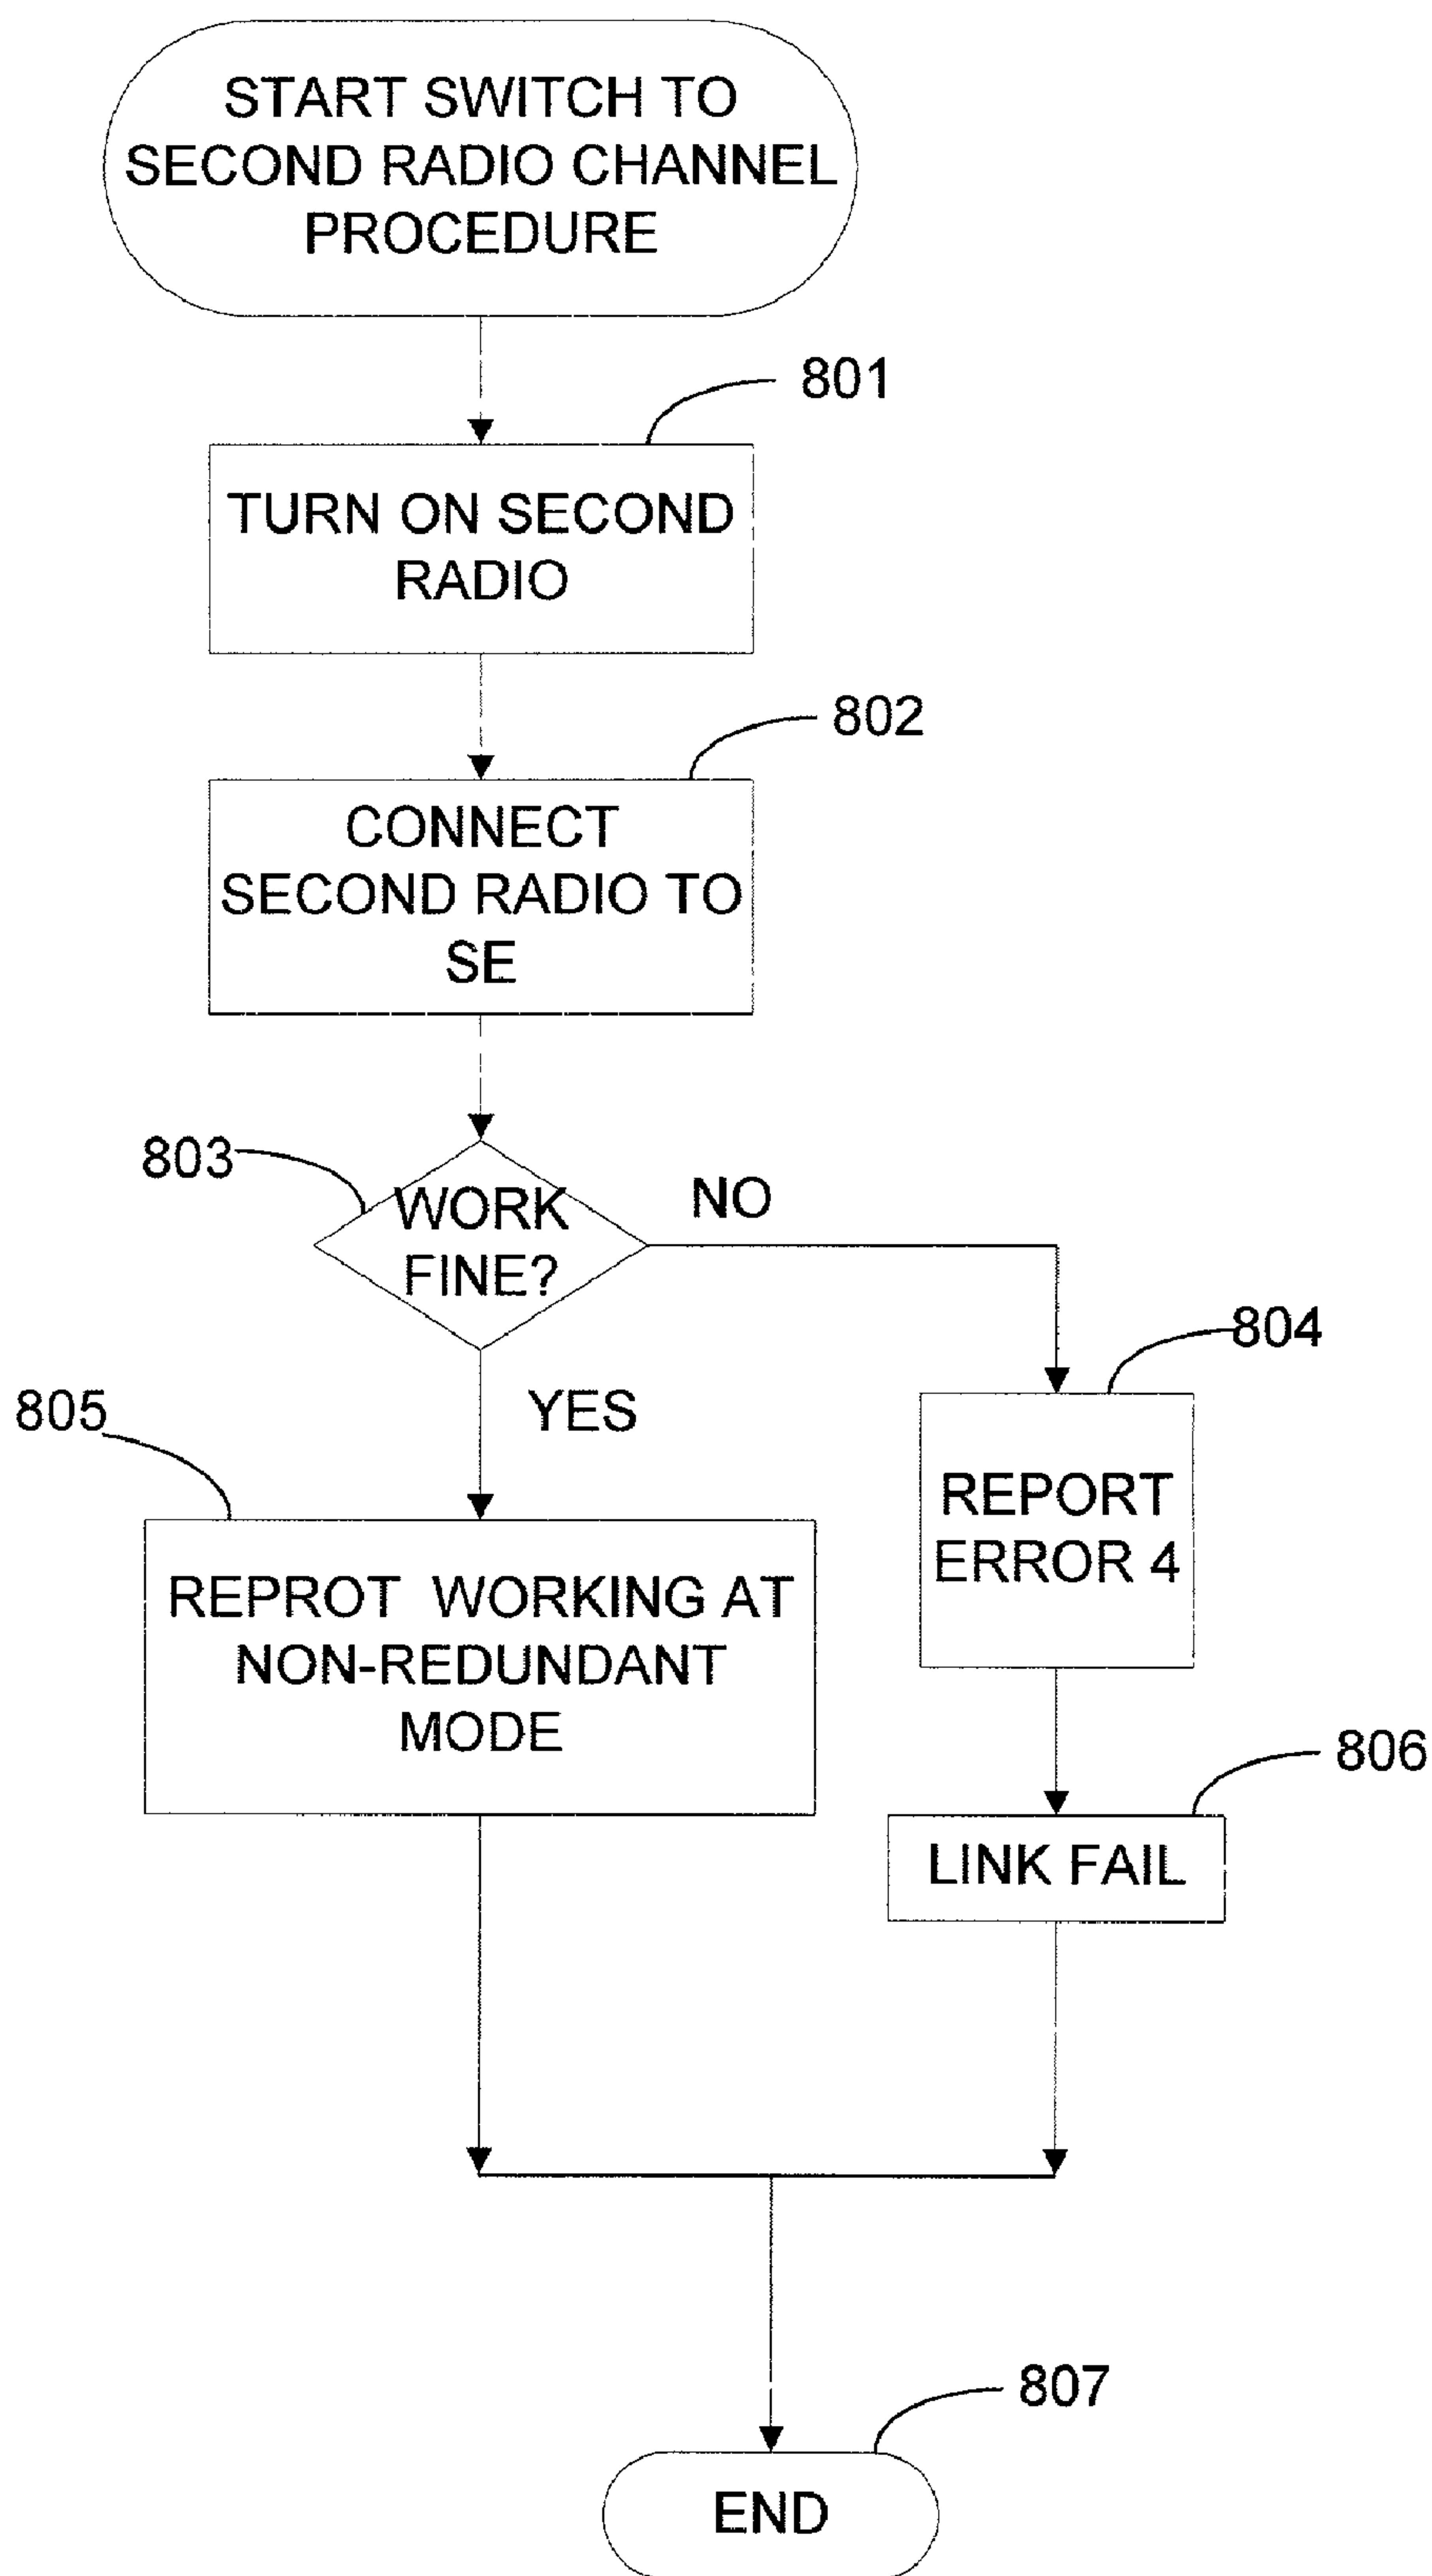 START SWITCH TO
SECOND RADIO CHANNEL
PROCEDURE
801
TURN ON SECOND
RADIO
802
CONNECT
SECOND RADIO TO
SE
803
WORK
FINE?
NO
804
YES
805
REPORT
ERROR 4
REPROT WORKING AT
NON-REDUNDANT
MODE
806
LINK FAIL
807
END